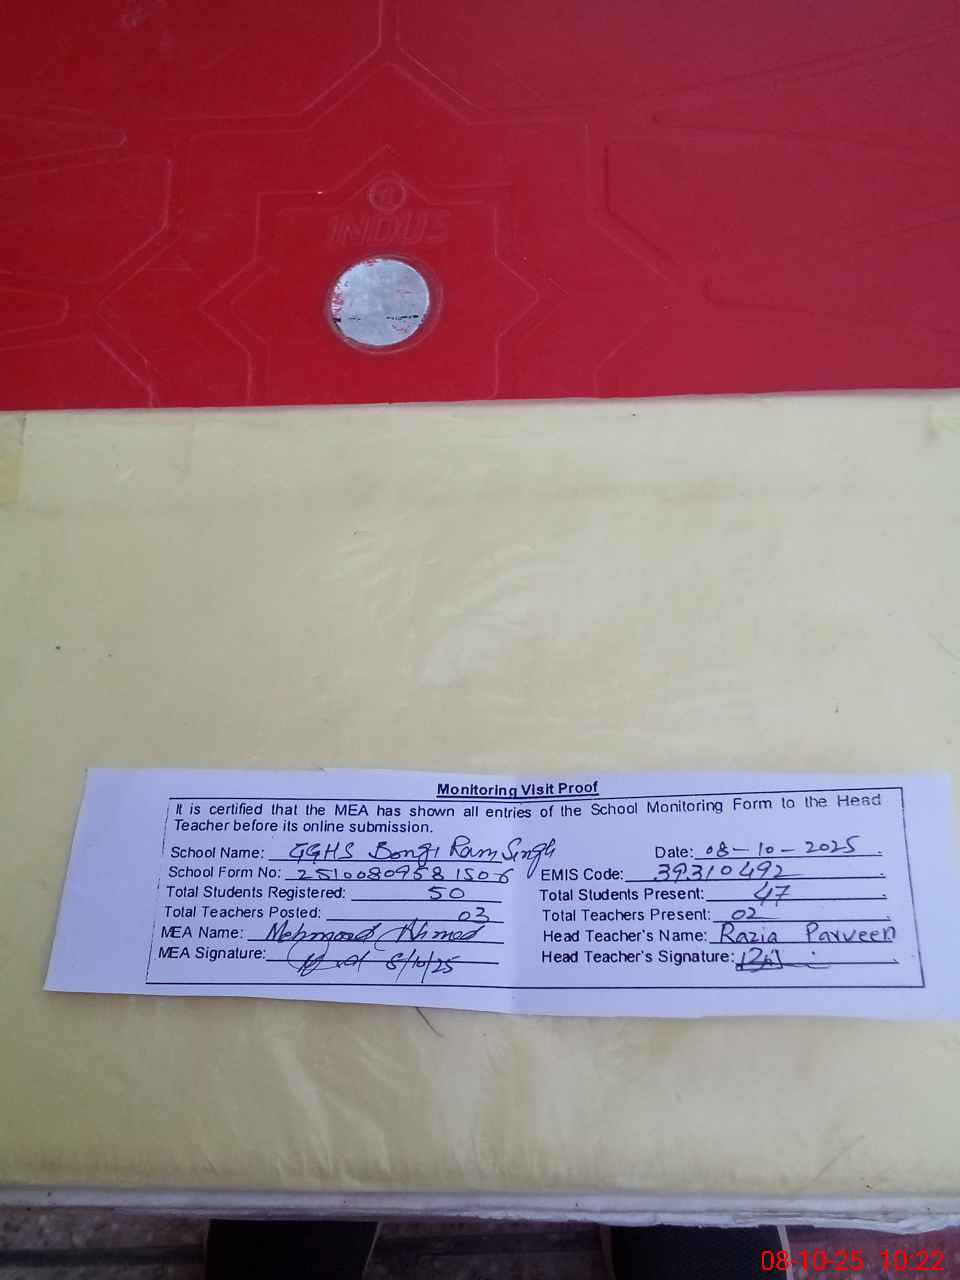 INDUS
Monitoring Visit Proof
It is certified that the MEA has shown all entries of the School Monitoring Form to the Head
Teacher before its online submission.
School Name: GGHS Bongi Ram Singh Date: 08-10-2025
School Form No: 25100809581506 EMIS Code: 39310492
Total Students Registered: 50 Total Students Present: 47
Total Teachers Posted: 03 Total Teachers Present: 02
MEA Name: Mehmood Ahmed Head Teacher's Name: Razia Parveen
MEA Signature: 8/10/25 Head Teacher's Signature:
08-10-25 10:22